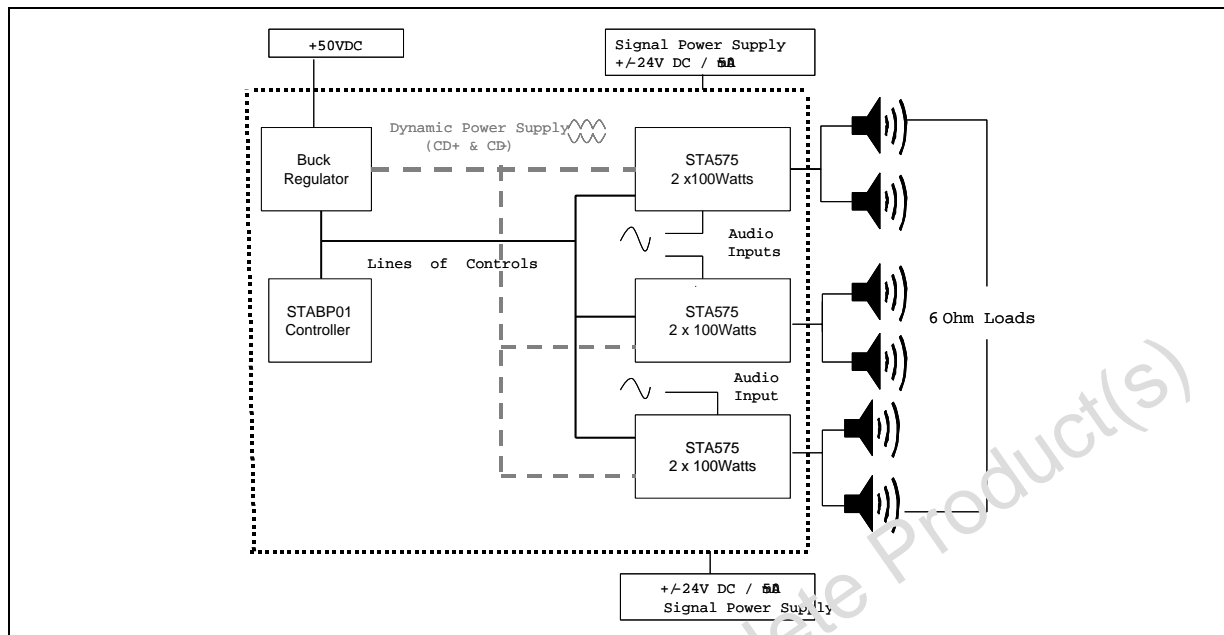 +50VDC
Signal Power Supply
+/-24V DC /
Dynamic Power Supply
(CD+ & CD-)
Buck
Regulator
STA575
2 x100Watts
Audio
Inputs
Lines of Controls
STABP01
Controller
STA575
2 x 100Watts
6 Ohm Loads
Audio
Input
STA575
2 x 100Watts
+/-24V DC /
Signal Power Supply
Product(s)